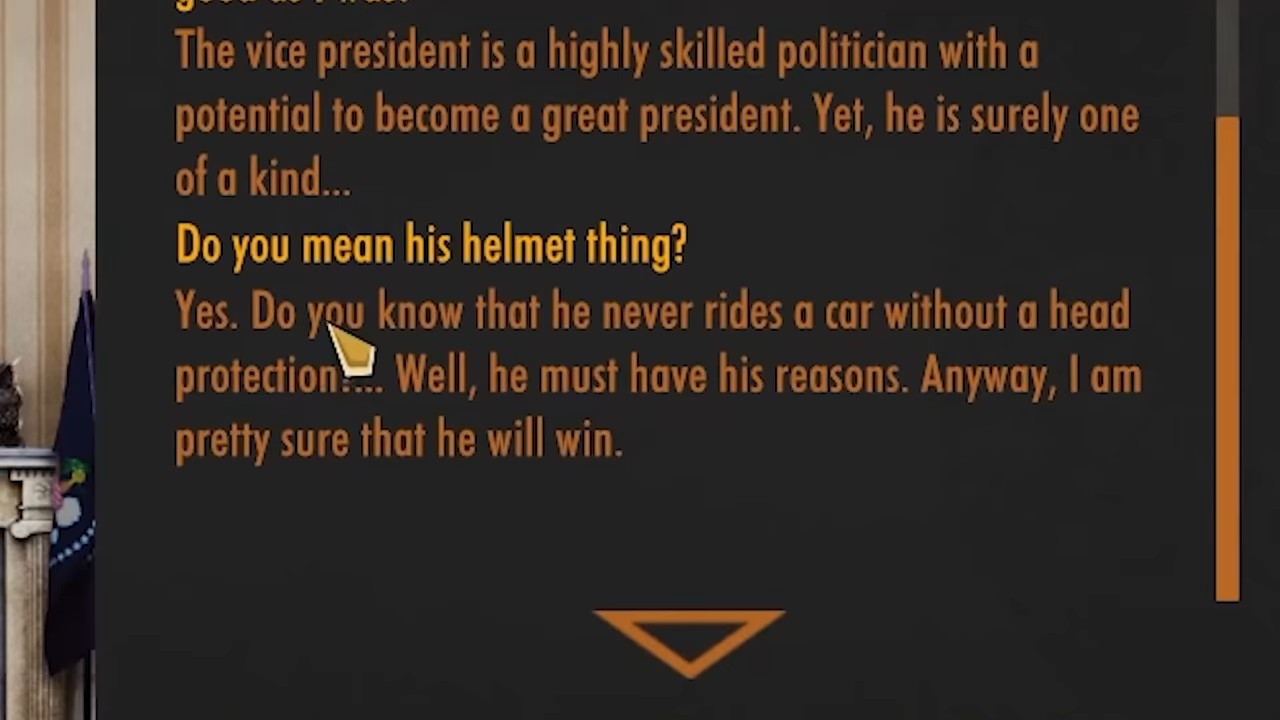 The vice president is a highly skilled politician with a
potential to become a great president. Yet, he is surely one
of a kind...
Do you mean his helmet thing?
Yes. Do you know that he never rides a car without a head
protection?... Well, he must have his reasons. Anyway, I am
pretty sure that he will win.